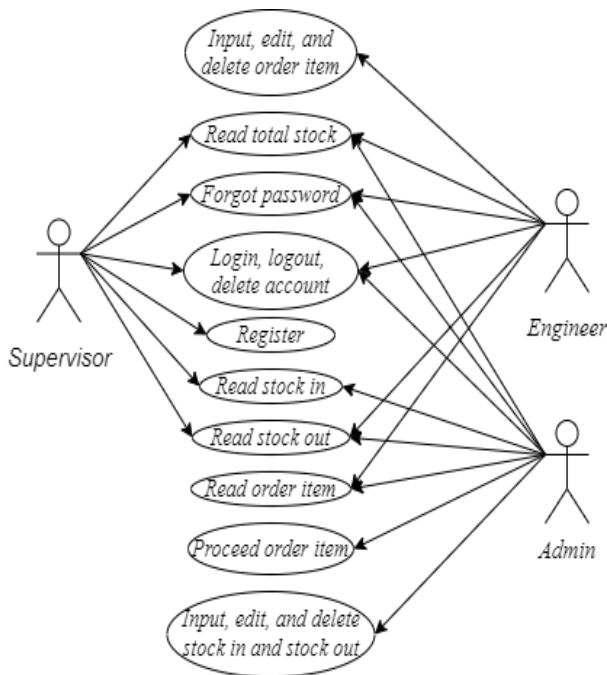 Input, edit, and
delete order item
Read total stock
Forgot password
Login, logout,
delete account
Register
Read stock in
Read stock out
Read order item
Proceed order item
Input, edit, and delete
stock in and stock out
Supervisor
Engineer
Admin